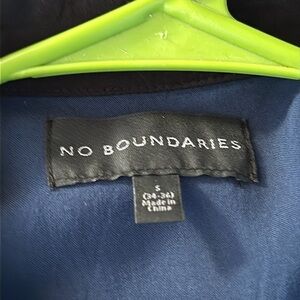 NO BOUNDARIES
S
(34-36)
Made in
China